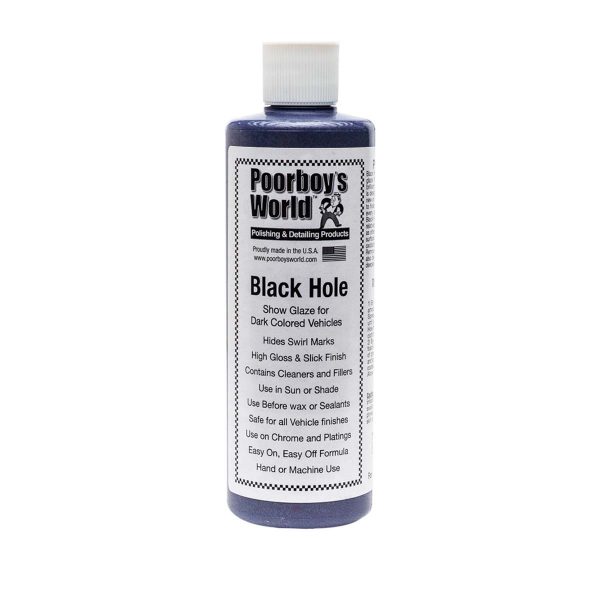 Poorboy's
World™
Polishing & Detailing Products
Proudly made in the U.S.A.
www.poorboysworld.com
Black Hole
Show Glaze for
Dark Colored Vehicles
Hides Swirl Marks
High Gloss & Slick Finish
Contains Cleaners and Fillers
Use in Sun or Shade
Use Before wax or Sealants
Safe for all Vehicle finishes
Use on Chrome and Platings
Easy On, Easy Off Formula
Hand or Machine Use